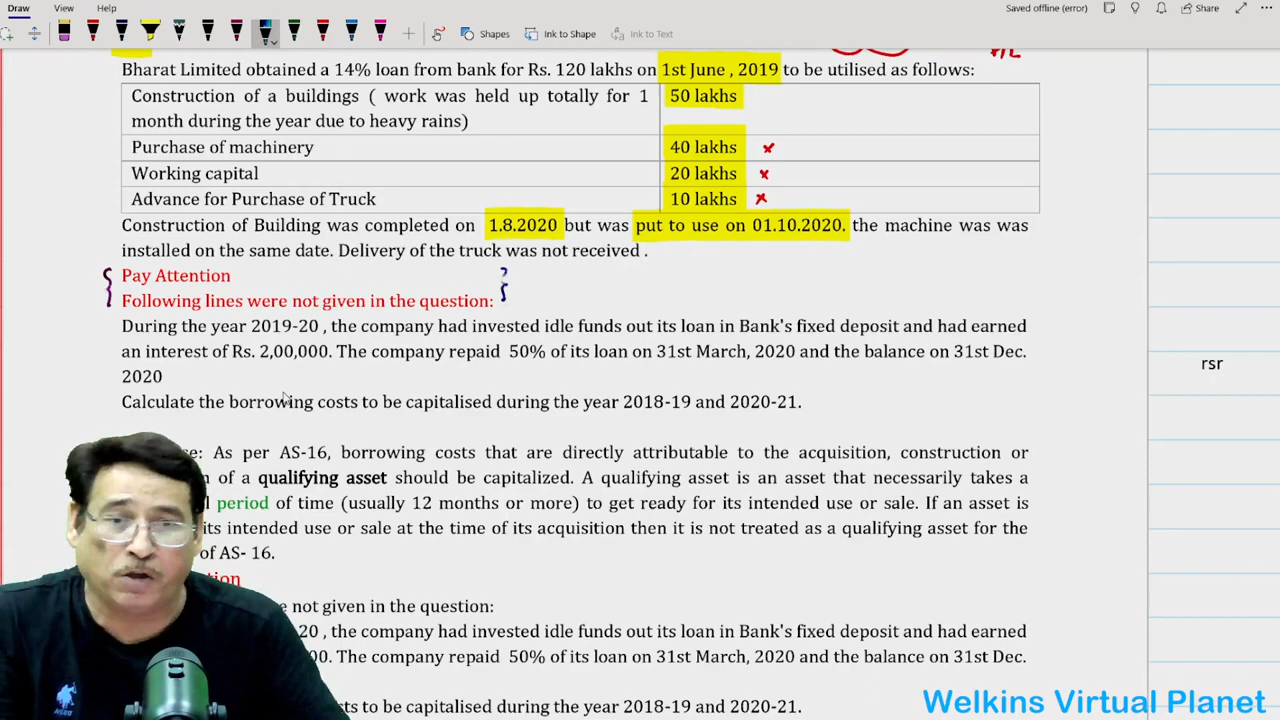 Draw View Help Saved offline (error) Share
Shapes Ink to Shape Ink to Text
Bharat Limited obtained a 14% loan from bank for Rs. 120 lakhs on 1st June , 2019 to be utilised as follows:
Construction of a buildings ( work was held up totally for 1 50 lakhs
month during the year due to heavy rains)
Purchase of machinery 40 lakhs
Working capital 20 lakhs
Advance for Purchase of Truck 10 lakhs
Construction of Building was completed on 1.8.2020 but was put to use on 01.10.2020. the machine was was
installed on the same date. Delivery of the truck was not received .
Pay Attention
Following lines were not given in the question:
During the year 2019-20 , the company had invested idle funds out its loan in Bank's fixed deposit and had earned
an interest of Rs. 2,00,000. The company repaid 50% of its loan on 31st March, 2020 and the balance on 31st Dec.
2020
rsr
Calculate the borrowing costs to be capitalised during the year 2018-19 and 2020-21.
: As per AS-16, borrowing costs that are directly attributable to the acquisition, construction or
of a qualifying asset should be capitalized. A qualifying asset is an asset that necessarily takes a
period of time (usually 12 months or more) to get ready for its intended use or sale. If an asset is
its intended use or sale at the time of its acquisition then it is not treated as a qualifying asset for the
of AS- 16.
not given in the question:
20 , the company had invested idle funds out its loan in Bank's fixed deposit and had earned
The company repaid 50% of its loan on 31st March, 2020 and the balance on 31st Dec.
costs to be capitalised during the year 2018-19 and 2020-21.
Welkins Virtual Planet